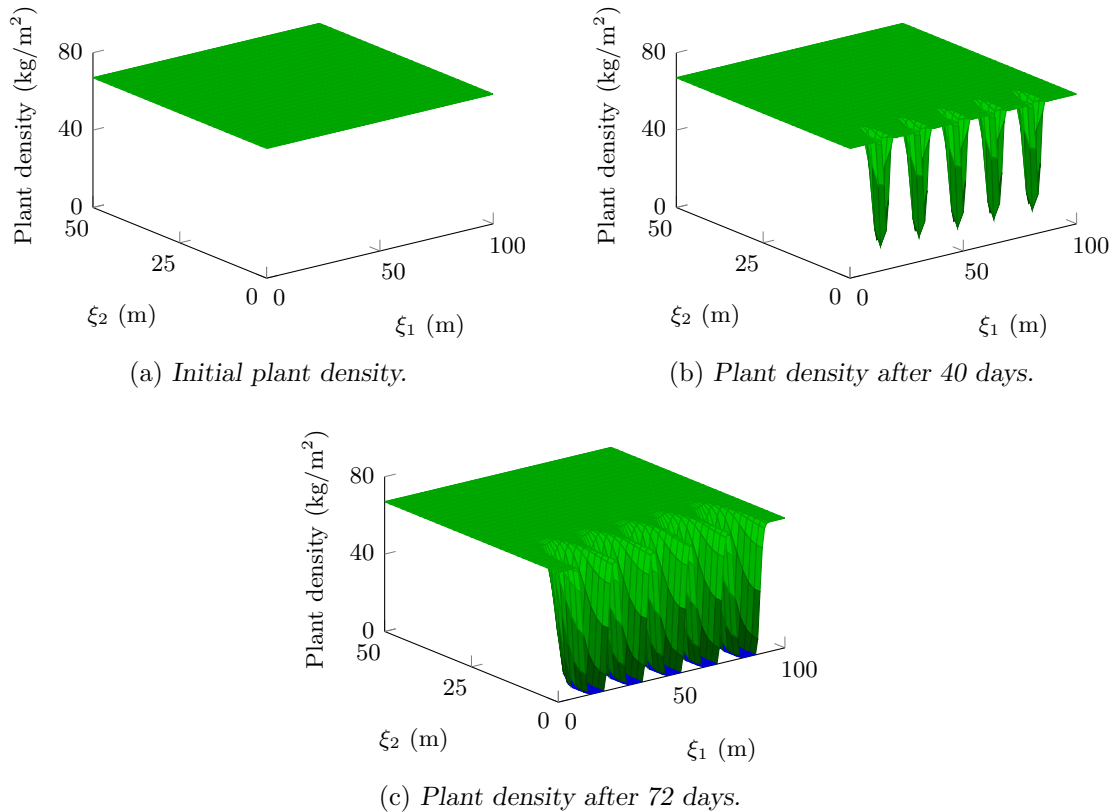 Plant density (kg/m²)
80
40
0
50
25
0
0
50
100
ξ₂ (m)
ξ₁ (m)
(a) Initial plant density.
Plant density (kg/m²)
80
40
0
50
25
0
0
50
100
ξ₂ (m)
ξ₁ (m)
(b) Plant density after 40 days.
Plant density (kg/m²)
80
40
0
50
25
0
0
50
100
ξ₂ (m)
ξ₁ (m)
(c) Plant density after 72 days.